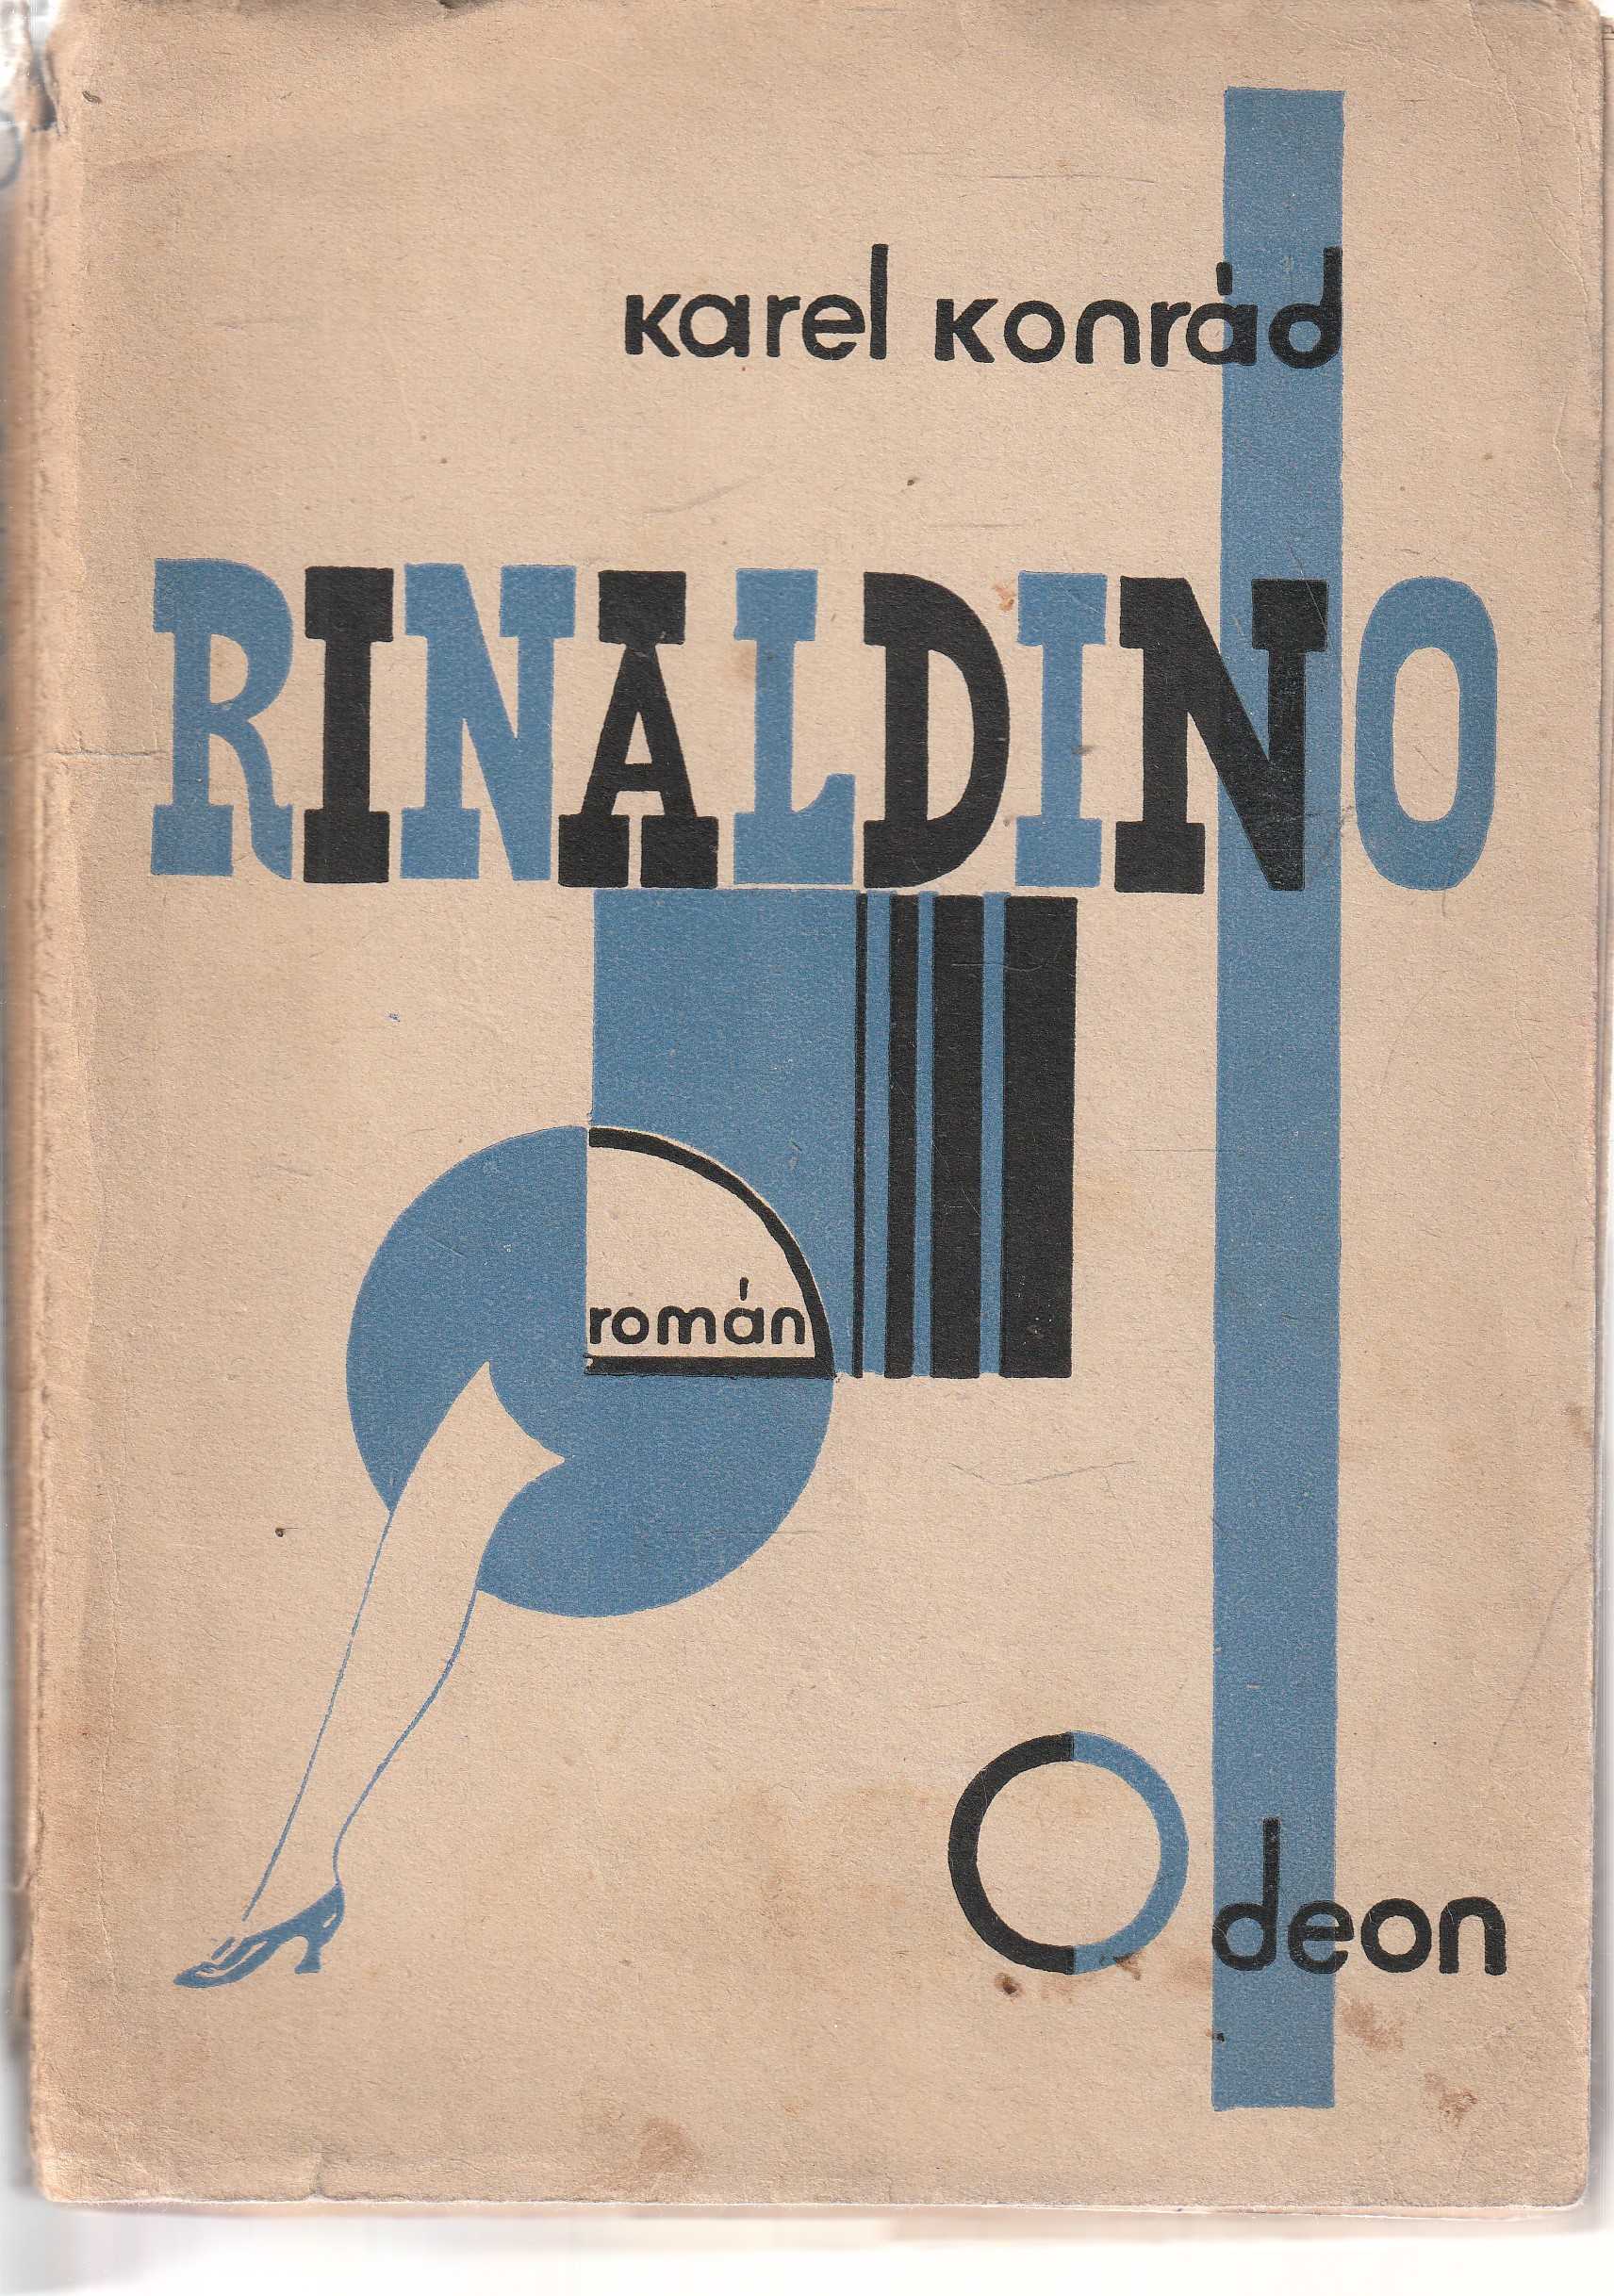 karel konrád
RINALDINO
román
Odeon